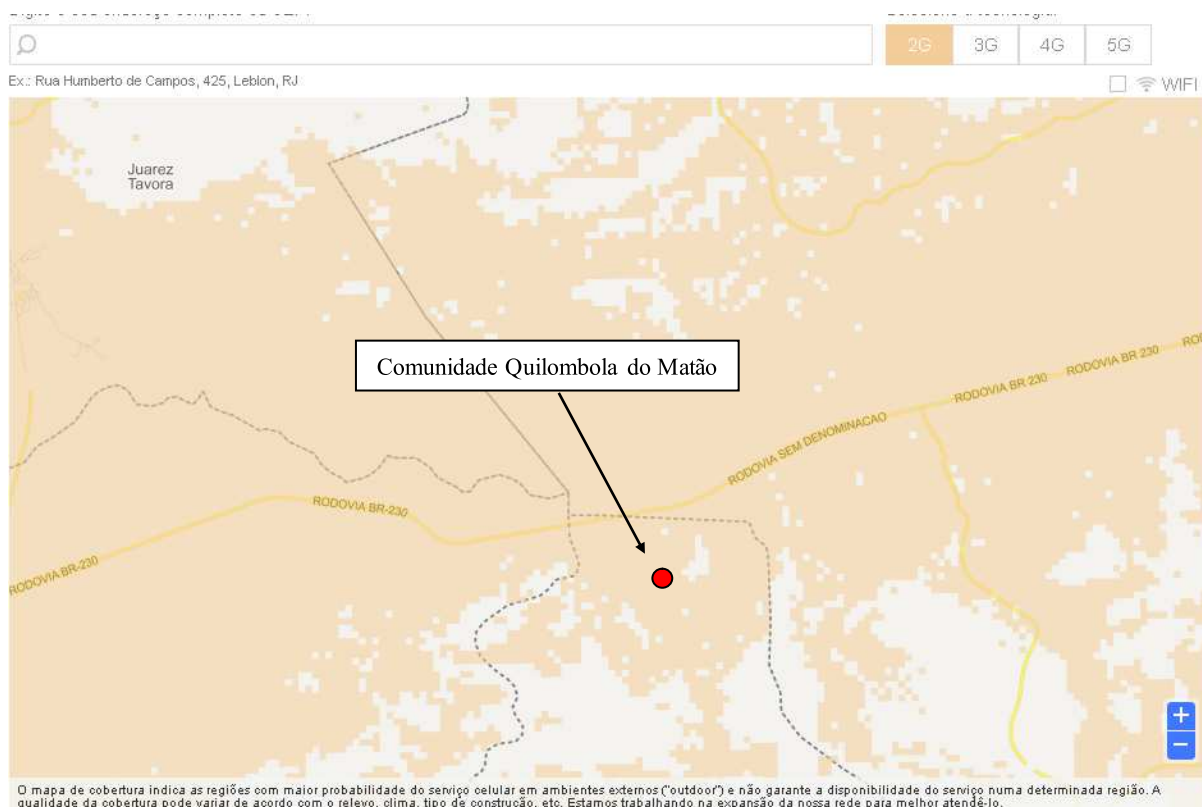 2G 3G 4G 5G
Ex.: Rua Humberto de Campos, 425, Leblon, RJ
WIFI
Juarez
Tavora
Comunidade Quilombola do Matão
RODOVIA BR 230
RODOVIA BR 230
RODOVIA SEM DENOMINACAO
RODOVIA BR-230
RODOVIA BR-230
O mapa de cobertura indica as regiões com maior probabilidade do serviço celular em ambientes externos ("outdoor") e não garante a disponibilidade do serviço numa determinada região. A
qualidade da cobertura pode variar de acordo com o relevo, clima, tipo de construção, etc. Estamos trabalhando na expansão da nossa rede para melhor atendê-lo.